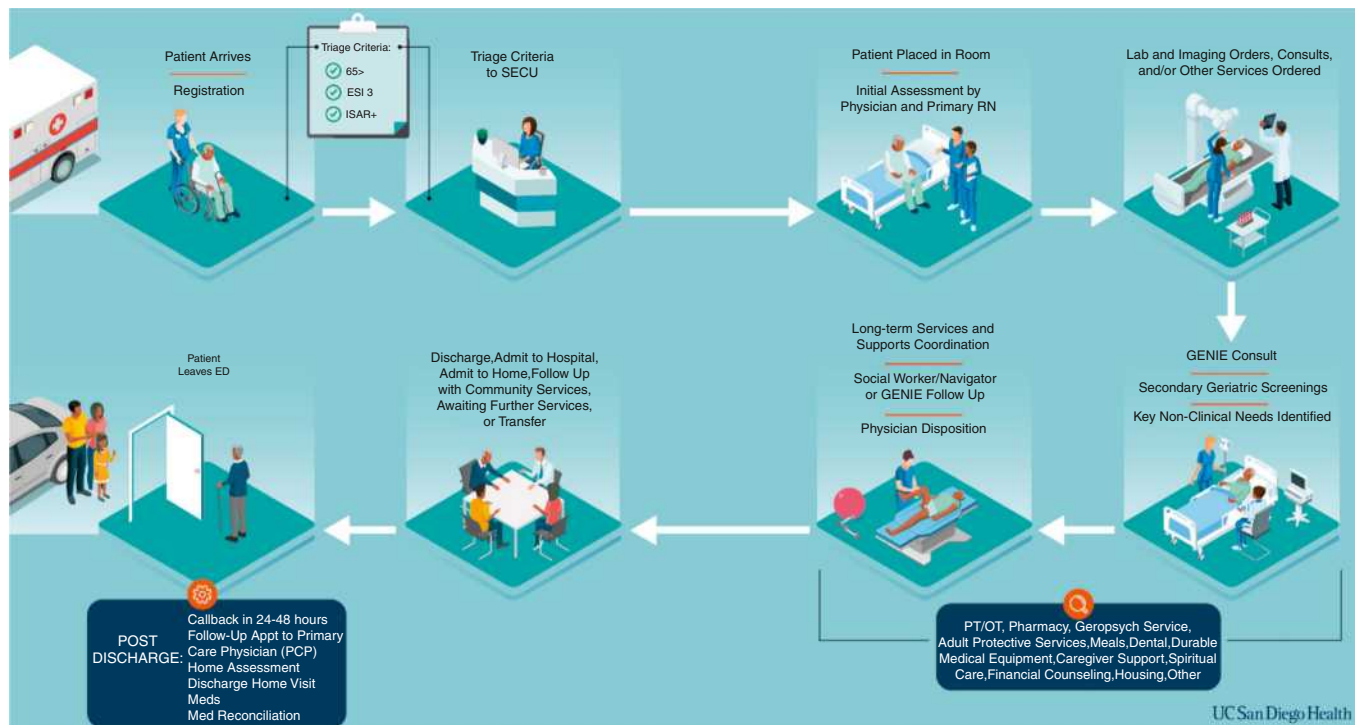 Patient Arrives
Registration
Triage Criteria:
65>
ESI 3
ISAR+
Triage Criteria
to SECU
Patient Placed in Room
Initial Assessment by
Physician and Primary RN
Lab and Imaging Orders, Consults,
and/or Other Services Ordered
GENIE Consult
Secondary Geriatric Screenings
Key Non-Clinical Needs Identified
Long-term Services and
Supports Coordination
Social Worker/Navigator
or GENIE Follow Up
Physician Disposition
PT/OT, Pharmacy, Geropsych Service,
Adult Protective Services,Meals,Dental,Durable
Medical Equipment,Caregiver Support,Spiritual
Care,Financial Counseling,Housing,Other
Discharge,Admit to Hospital,
Admit to Home,Follow Up
with Community Services,
Awaiting Further Services,
or Transfer
Patient
Leaves ED
POST
DISCHARGE:
Callback in 24-48 hours
Follow-Up Appt to Primary
Care Physician (PCP)
Home Assessment
Discharge Home Visit
Meds
Med Reconciliation
UC San Diego Health